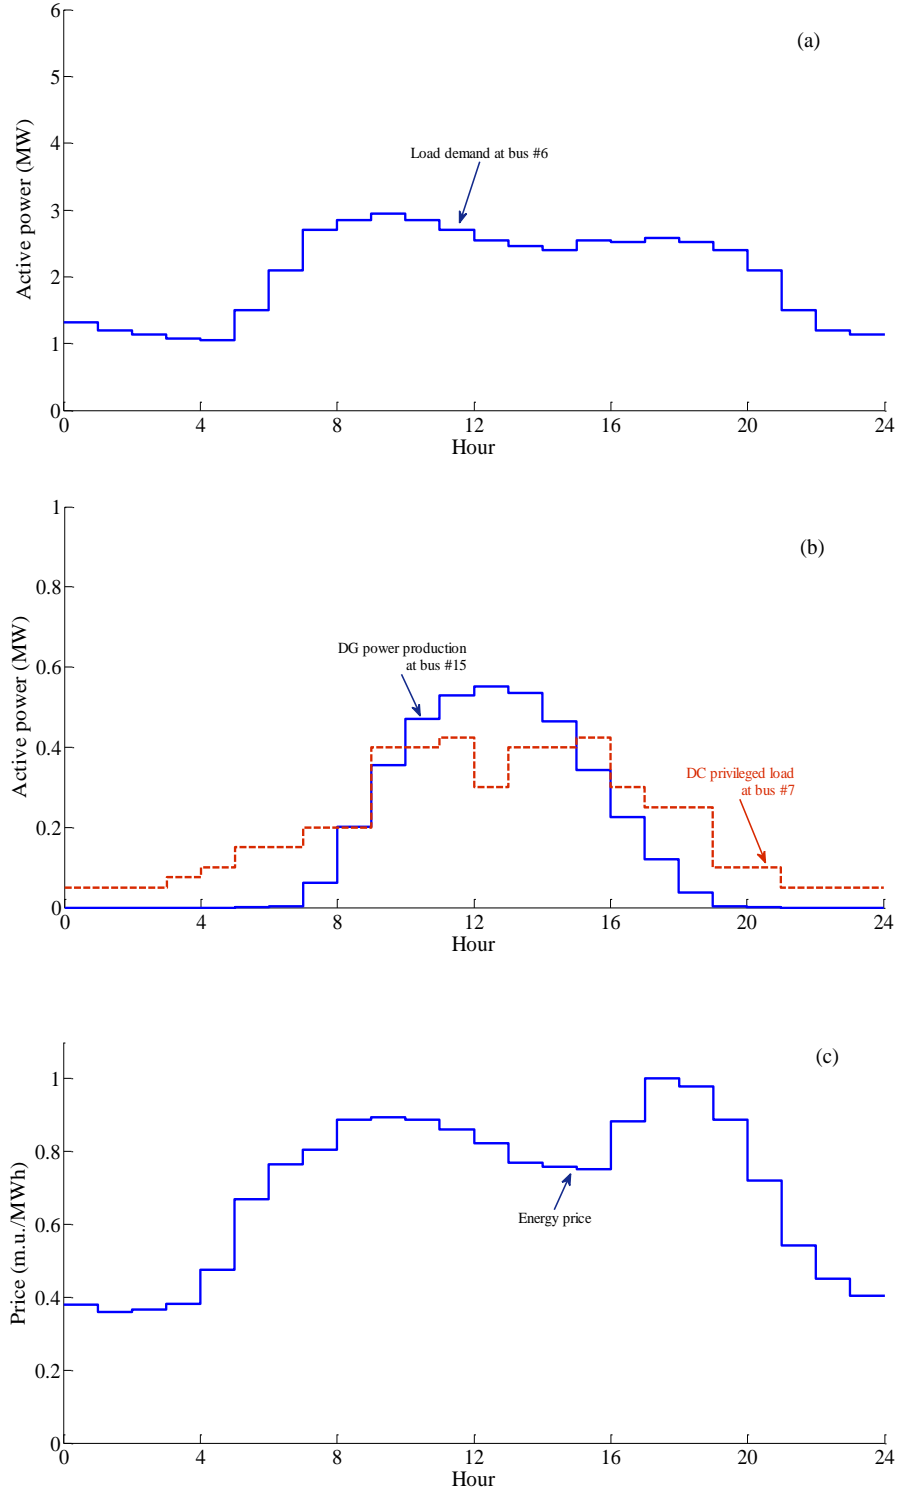 (a)
6
5
4
3
2
1
0
Active power (MW)
Load demand at bus #6
0 4 8 12 16 20 24
Hour
(b)
1
0.8
0.6
0.4
0.2
0
Active power (MW)
DG power production
at bus #15
DC privileged load
at bus #7
0 4 8 12 16 20 24
Hour
(c)
1
0.8
0.6
0.4
0.2
0
Price (m.u./MWh)
Energy price
0 4 8 12 16 20 24
Hour